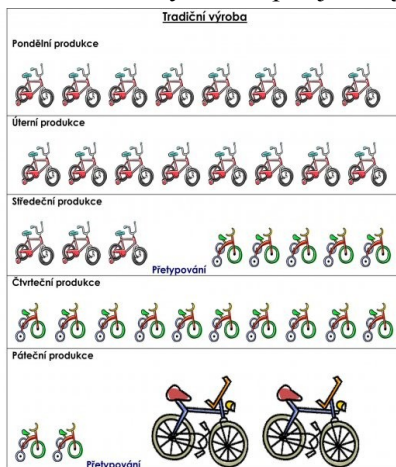 Tradiční výroba
Pondělní produkce
Úterní produkce
Středeční produkce
Přetypování
Čtvrteční produkce
Páteční produkce
Přetypování